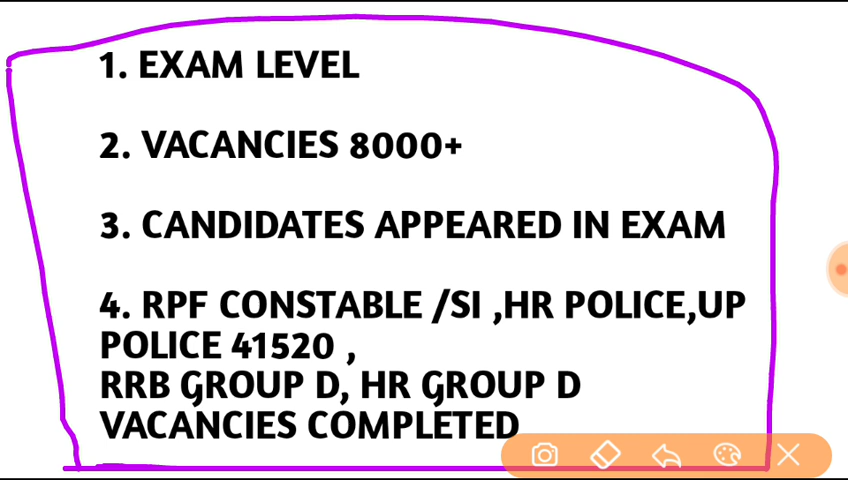 1. EXAM LEVEL
2. VACANCIES 8000+
3. CANDIDATES APPEARED IN EXAM
4. RPF CONSTABLE /SI ,HR POLICE,UP
POLICE 41520 ,
RRB GROUP D, HR GROUP D
VACANCIES COMPLETED